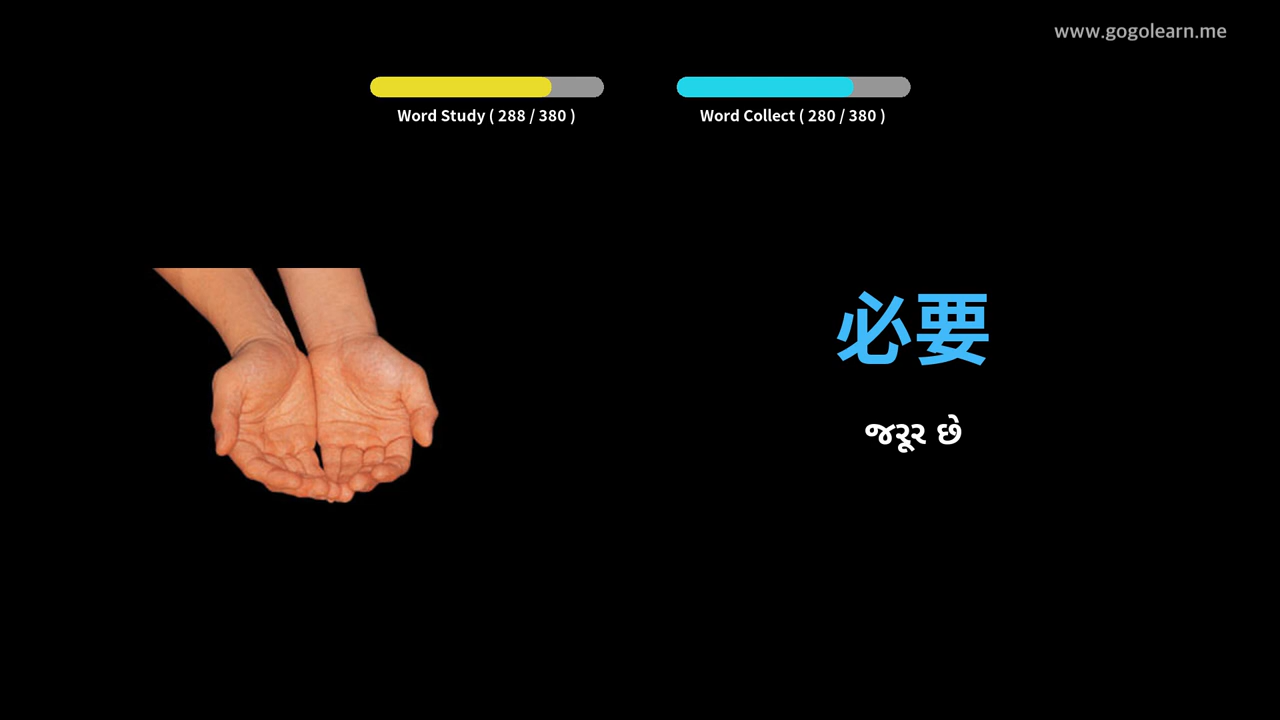 www.gogolearn.me
Word Study ( 288 / 380 )
Word Collect ( 280 / 380 )
必要
જરૂર છે